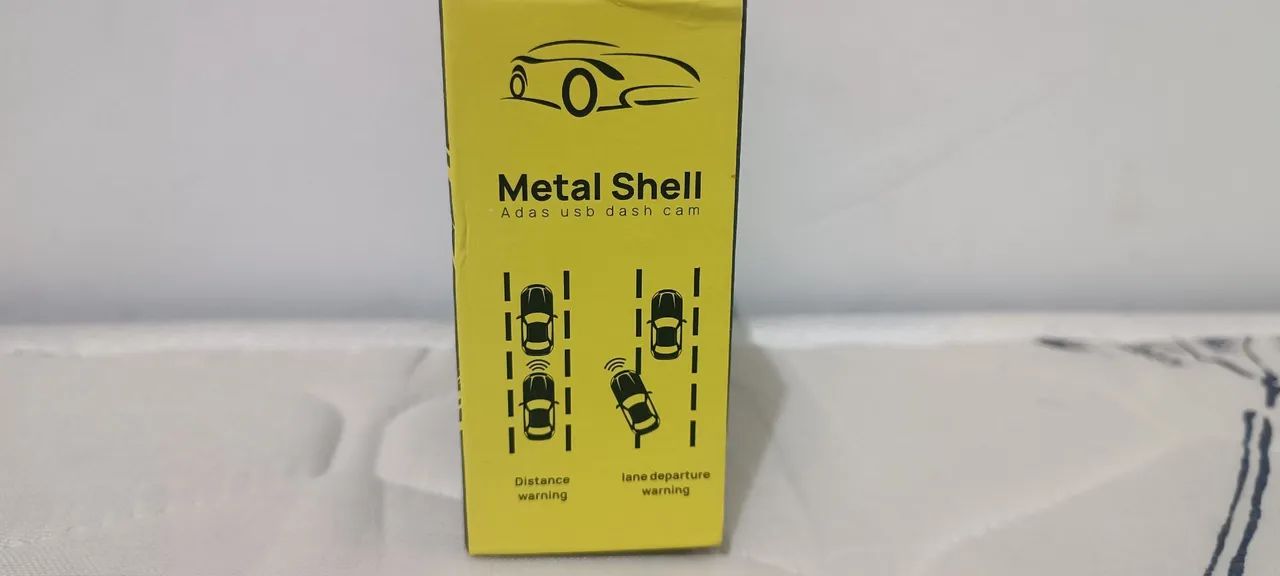 Metal Shell
Adas usb dash cam
Distance
warning
lane departure
warning